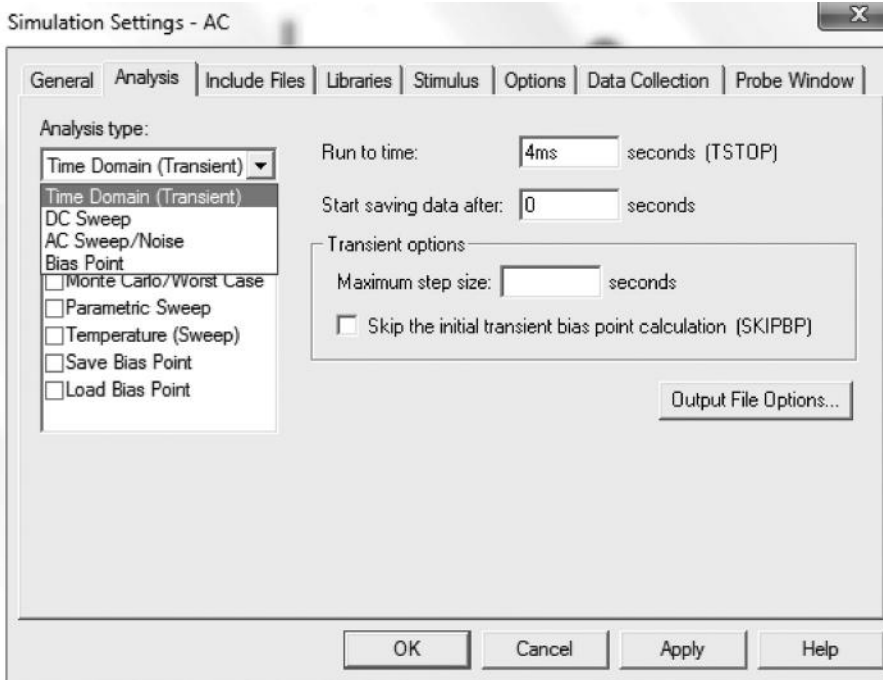 Simulation Settings - AC
x
General Analysis Include Files Libraries Stimulus Options Data Collection Probe Window
Analysis type:
Time Domain (Transient)
Time Domain (Transient)
DC Sweep
AC Sweep/Noise
Bias Point
Monte Carlo/Worst Case
Parametric Sweep
Temperature (Sweep)
Save Bias Point
Load Bias Point
Run to time: 4ms seconds (TSTOP)
Start saving data after: 0 seconds
Transient options
Maximum step size: seconds
Skip the initial transient bias point calculation (SKIPBP)
Output File Options...
OK Cancel Apply Help